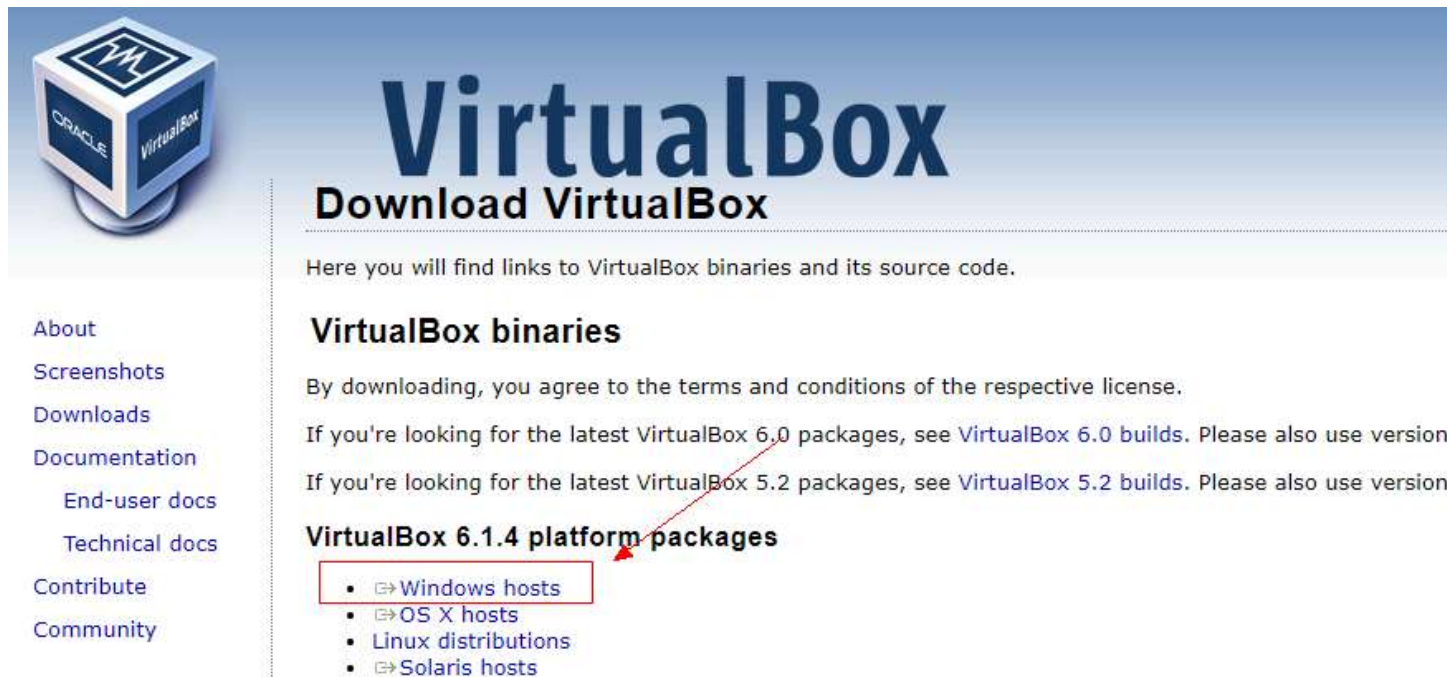 ORACLE
VirtualBox
VirtualBox
Download VirtualBox
Here you will find links to VirtualBox binaries and its source code.
About
Screenshots
Downloads
Documentation
End-user docs
Technical docs
Contribute
Community
VirtualBox binaries
By downloading, you agree to the terms and conditions of the respective license.
If you're looking for the latest VirtualBox 6.0 packages, see VirtualBox 6.0 builds. Please also use version
If you're looking for the latest VirtualBox 5.2 packages, see VirtualBox 5.2 builds. Please also use version
VirtualBox 6.1.4 platform packages
Windows hosts
OS X hosts
Linux distributions
Solaris hosts